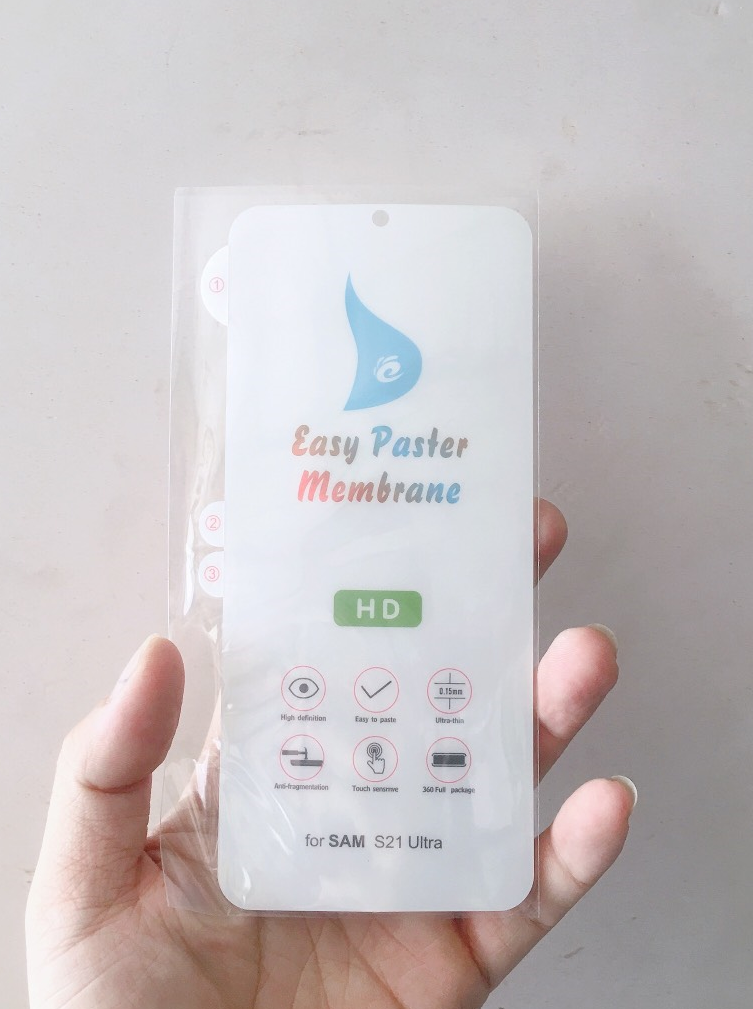 ①
Easy Paster
Membrane
②
③
HD
0.15mm
High definition
Easy to paste
Ultra-thin
Anti-fragmentation
Touch sensrnve
360 Full package
for SAM S21 Ultra